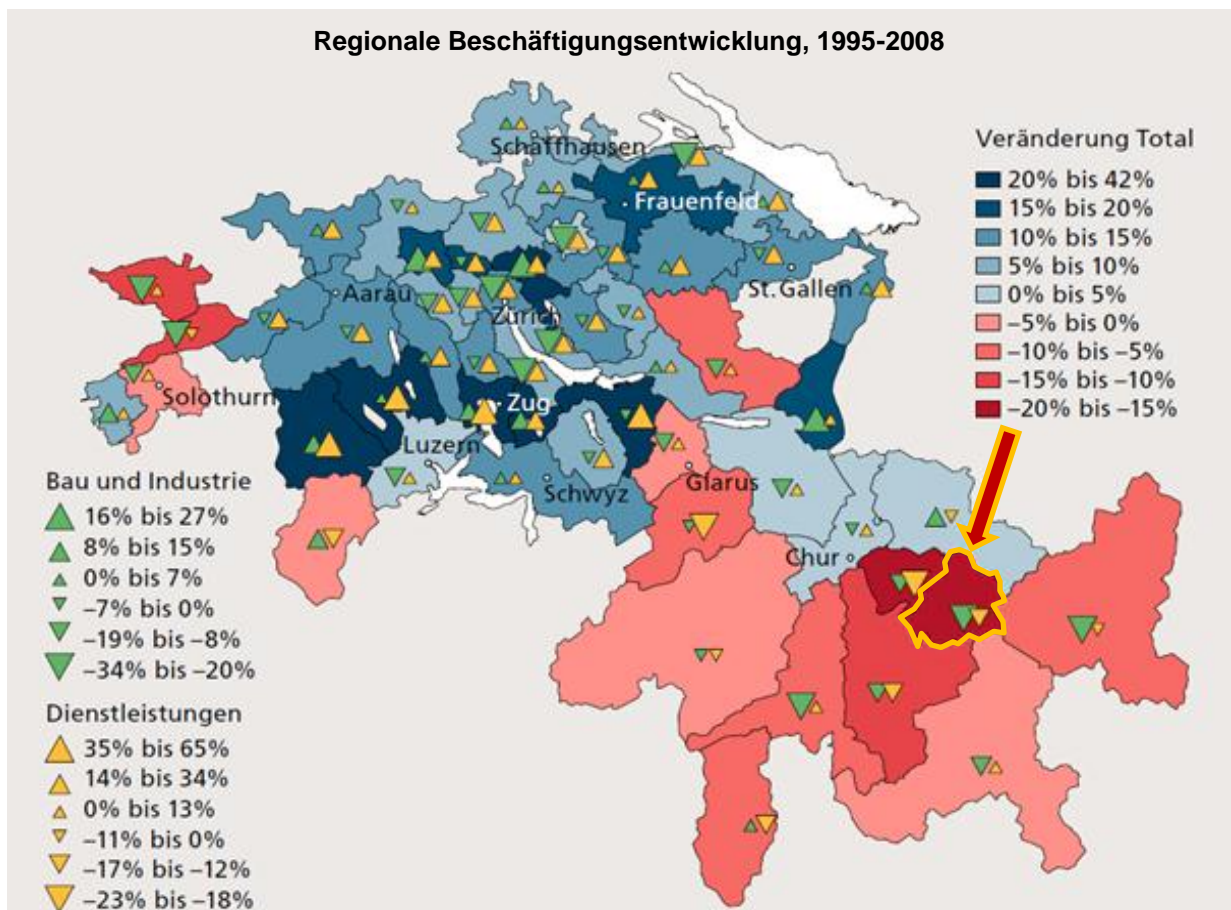 Regionale Beschäftigungsentwicklung, 1995-2008
Schaffhausen
Frauenfeld
Aarau
St. Gallen
Zürich
Solothurn
Zug
Luzern
Schwyz
Glarus
Chur
Veränderung Total
20% bis 42%
15% bis 20%
10% bis 15%
5% bis 10%
0% bis 5%
–5% bis 0%
–10% bis –5%
–15% bis –10%
–20% bis –15%
Bau und Industrie
16% bis 27%
8% bis 15%
0% bis 7%
–7% bis 0%
–19% bis –8%
–34% bis –20%
Dienstleistungen
35% bis 65%
14% bis 34%
0% bis 13%
–11% bis 0%
–17% bis –12%
–23% bis –18%